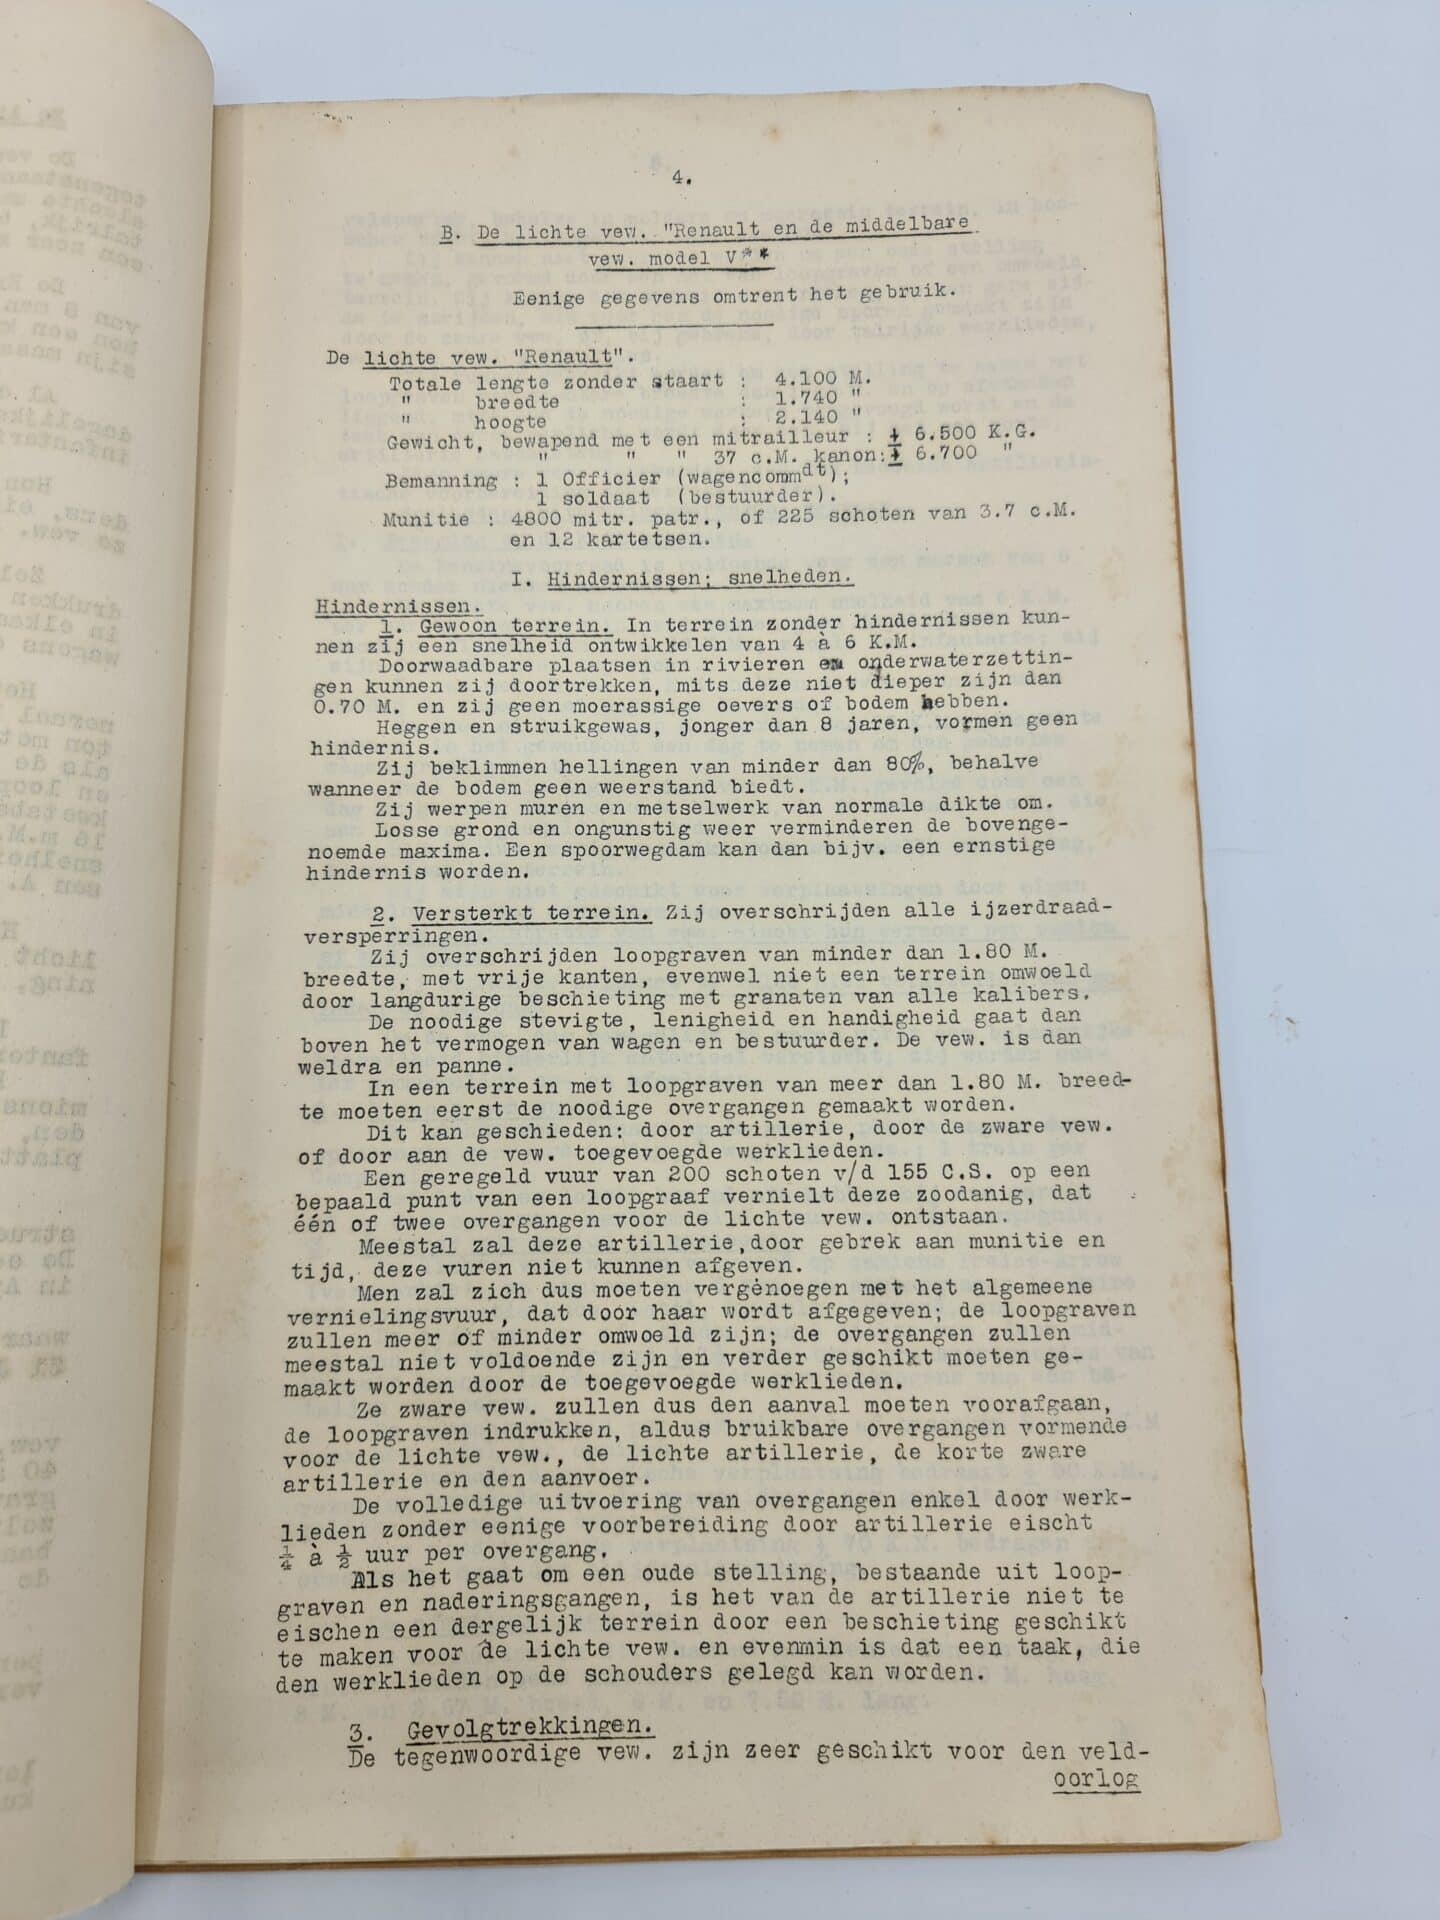 4.
B. De lichte vew. "Renault en de middelbare
vew. model V**
Eenige gegevens omtrent het gebruik.
De lichte vew. "Renault".
Totale lengte zonder staart : 4.100 M.
" breedte : 1.740 "
" hoogte : 2.140 "
Gewicht, bewapend met een mitrailleur : ± 6.500 K.G.
" " " 37 c.M. kanon:± 6.700 "
Bemanning : 1 Officier (wagencommdt);
1 soldaat (bestuurder).
Munitie : 4800 mitr. patr., of 225 schoten van 3.7 c.M.
en 12 kartetsen.
I. Hindernissen; snelheden.
Hindernissen.
1. Gewoon terrein. In terrein zonder hindernissen kun-
nen zij een snelheid ontwikkelen van 4 à 6 K.M.
Doorwaadbare plaatsen in rivieren en onderwaterzettin-
gen kunnen zij doortrekken, mits deze niet dieper zijn dan
0.70 M. en zij geen moerassige oevers of bodem hebben.
Heggen en struikgewas, jonger dan 8 jaren, vormen geen
hindernis.
Zij beklimmen hellingen van minder dan 80%, behalve
wanneer de bodem geen weerstand biedt.
Zij werpen muren en metselwerk van normale dikte om.
Losse grond en ongunstig weer verminderen de bovenge-
noemde maxima. Een spoorwegdam kan dan bijv. een ernstige
hindernis worden.
2. Versterkt terrein. Zij overschrijden alle ijzerdraad-
versperringen.
Zij overschrijden loopgraven van minder dan 1.80 M.
breedte, met vrije kanten, evenwel niet een terrein omwoeld
door langdurige beschieting met granaten van alle kalibers.
De noodige stevigte, lenigheid en handigheid gaat dan
boven het vermogen van wagen en bestuurder. De vew. is dan
weldra en panne.
In een terrein met loopgraven van meer dan 1.80 M. breed-
te moeten eerst de noodige overgangen gemaakt worden.
Dit kan geschieden: door artillerie, door de zware vew.
of door aan de vew. toegevoegde werklieden.
Een geregeld vuur van 200 schoten v/d 155 C.S. op een
bepaald punt van een loopgraaf vernielt deze zoodanig, dat
één of twee overgangen voor de lichte vew. ontstaan.
Meestal zal deze artillerie,door gebrek aan munitie en
tijd, deze vuren niet kunnen afgeven.
Men zal zich dus moeten vergenoegen met het algemeene
vernielingsvuur, dat door haar wordt afgegeven; de loopgraven
zullen meer of minder omwoeld zijn; de overgangen zullen
meestal niet voldoende zijn en verder geschikt moeten ge-
maakt worden door de toegevoegde werklieden.
Ze zware vew. zullen dus den aanval moeten voorafgaan,
de loopgraven indrukken, aldus bruikbare overgangen vormende
voor de lichte vew., de lichte artillerie, de korte zware
artillerie en den aanvoer.
De volledige uitvoering van overgangen enkel door werk-
lieden zonder eenige voorbereiding door artillerie eischt
¼ à ½ uur per overgang.
Als het gaat om een oude stelling, bestaande uit loop-
graven en naderingsgangen, is het van de artillerie niet te
eischen een dergelijk terrein door een beschieting geschikt
te maken voor de lichte vew. en evenmin is dat een taak, die
den werklieden op de schouders gelegd kan worden.
3. Gevolgtrekkingen.
De tegenwoordige vew. zijn zeer geschikt voor den veld-
oorlog